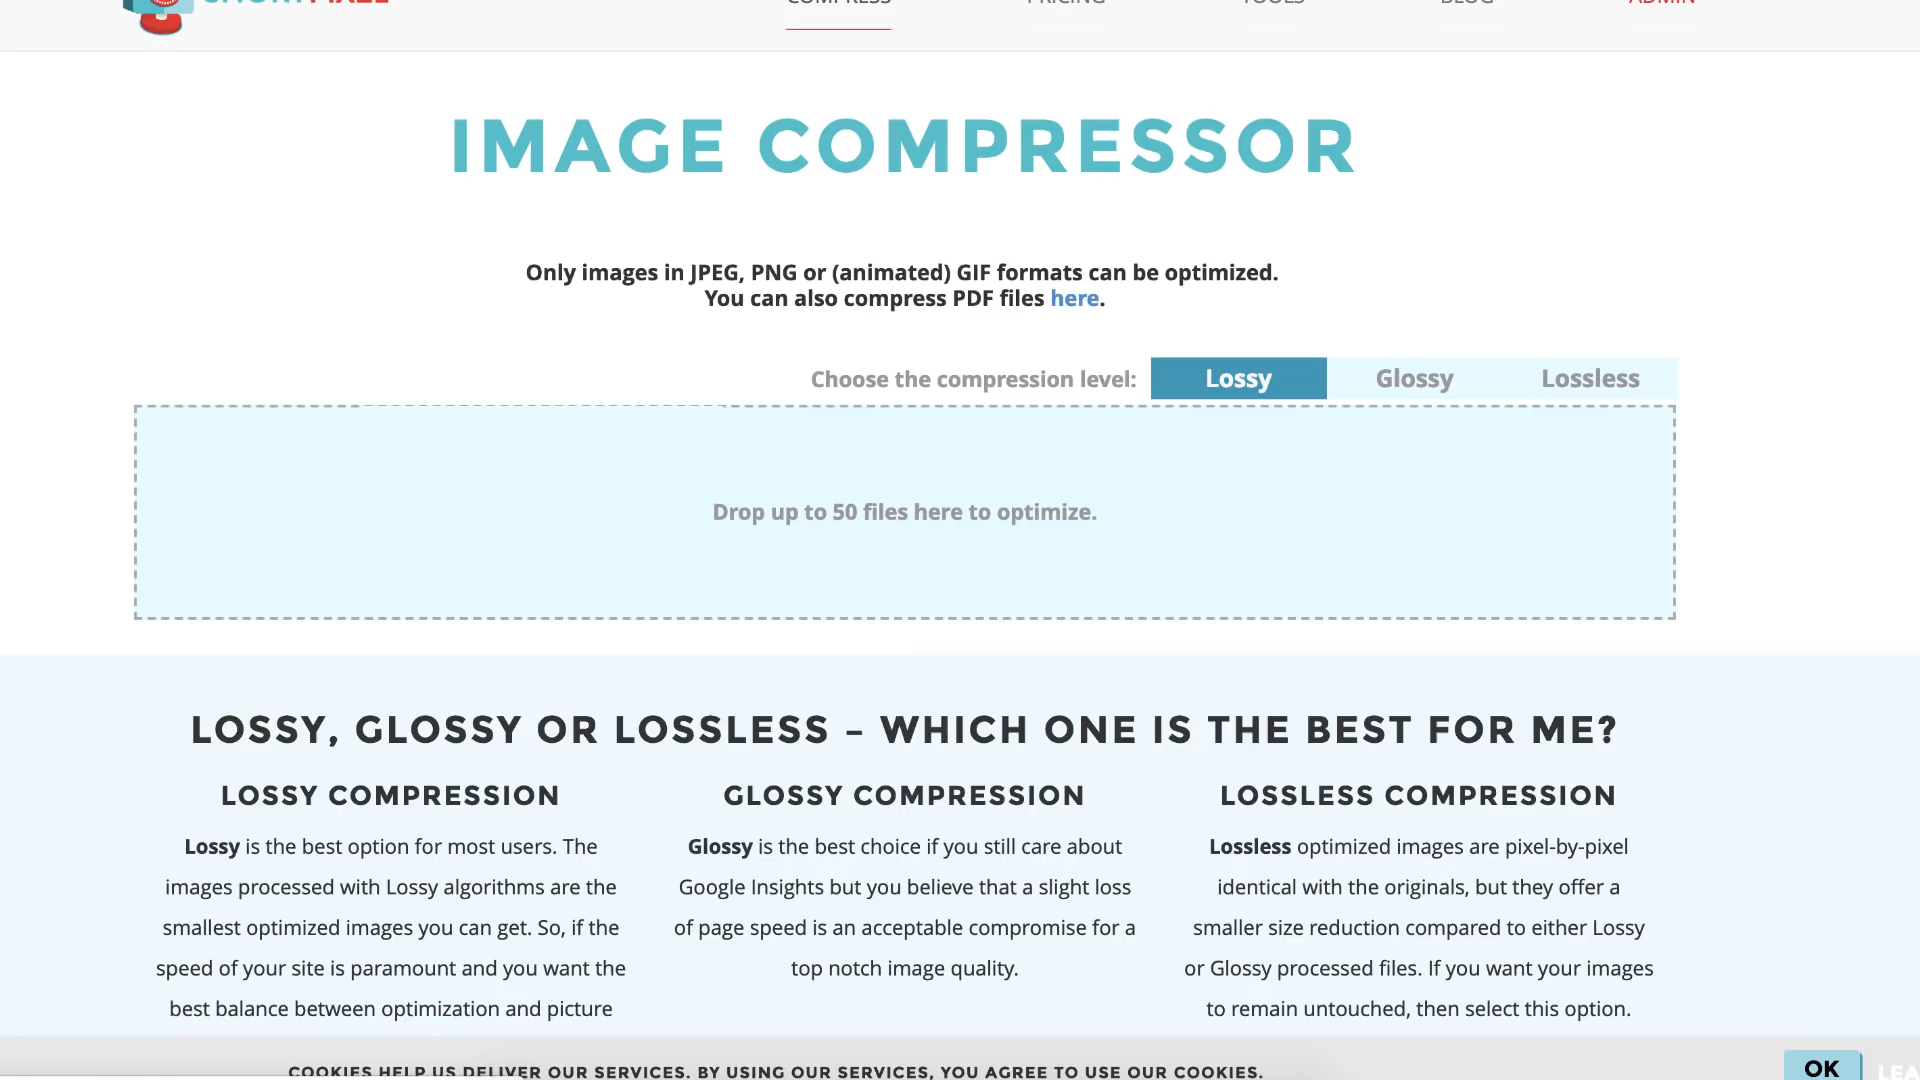 SHORTPIXEL
COMPRESS PRICING TOOLS BLOG ADMIN
IMAGE COMPRESSOR
Only images in JPEG, PNG or (animated) GIF formats can be optimized.
You can also compress PDF files here.
Choose the compression level: Lossy Glossy Lossless
Drop up to 50 files here to optimize.
LOSSY, GLOSSY OR LOSSLESS – WHICH ONE IS THE BEST FOR ME?
LOSSY COMPRESSION
Lossy is the best option for most users. The
images processed with Lossy algorithms are the
smallest optimized images you can get. So, if the
speed of your site is paramount and you want the
best balance between optimization and picture
GLOSSY COMPRESSION
Glossy is the best choice if you still care about
Google Insights but you believe that a slight loss
of page speed is an acceptable compromise for a
top notch image quality.
LOSSLESS COMPRESSION
Lossless optimized images are pixel-by-pixel
identical with the originals, but they offer a
smaller size reduction compared to either Lossy
or Glossy processed files. If you want your images
to remain untouched, then select this option.
COOKIES HELP US DELIVER OUR SERVICES. BY USING OUR SERVICES, YOU AGREE TO USE OUR COOKIES.
OK